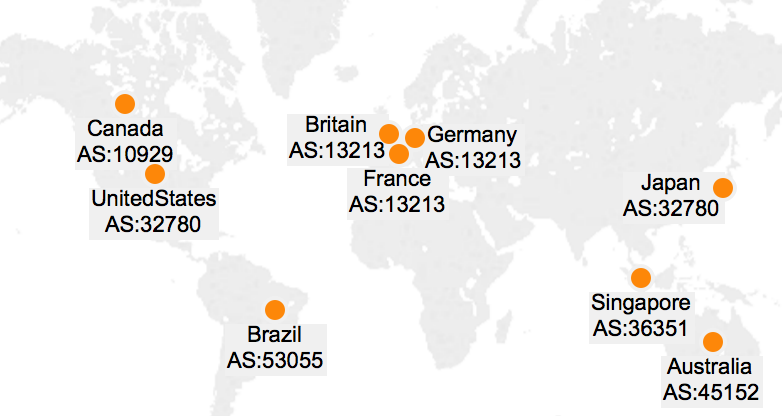 Canada
AS:10929
UnitedStates
AS:32780
Britain
AS:13213
Germany
AS:13213
France
AS:13213
Japan
AS:32780
Brazil
AS:53055
Singapore
AS:36351
Australia
AS:45152